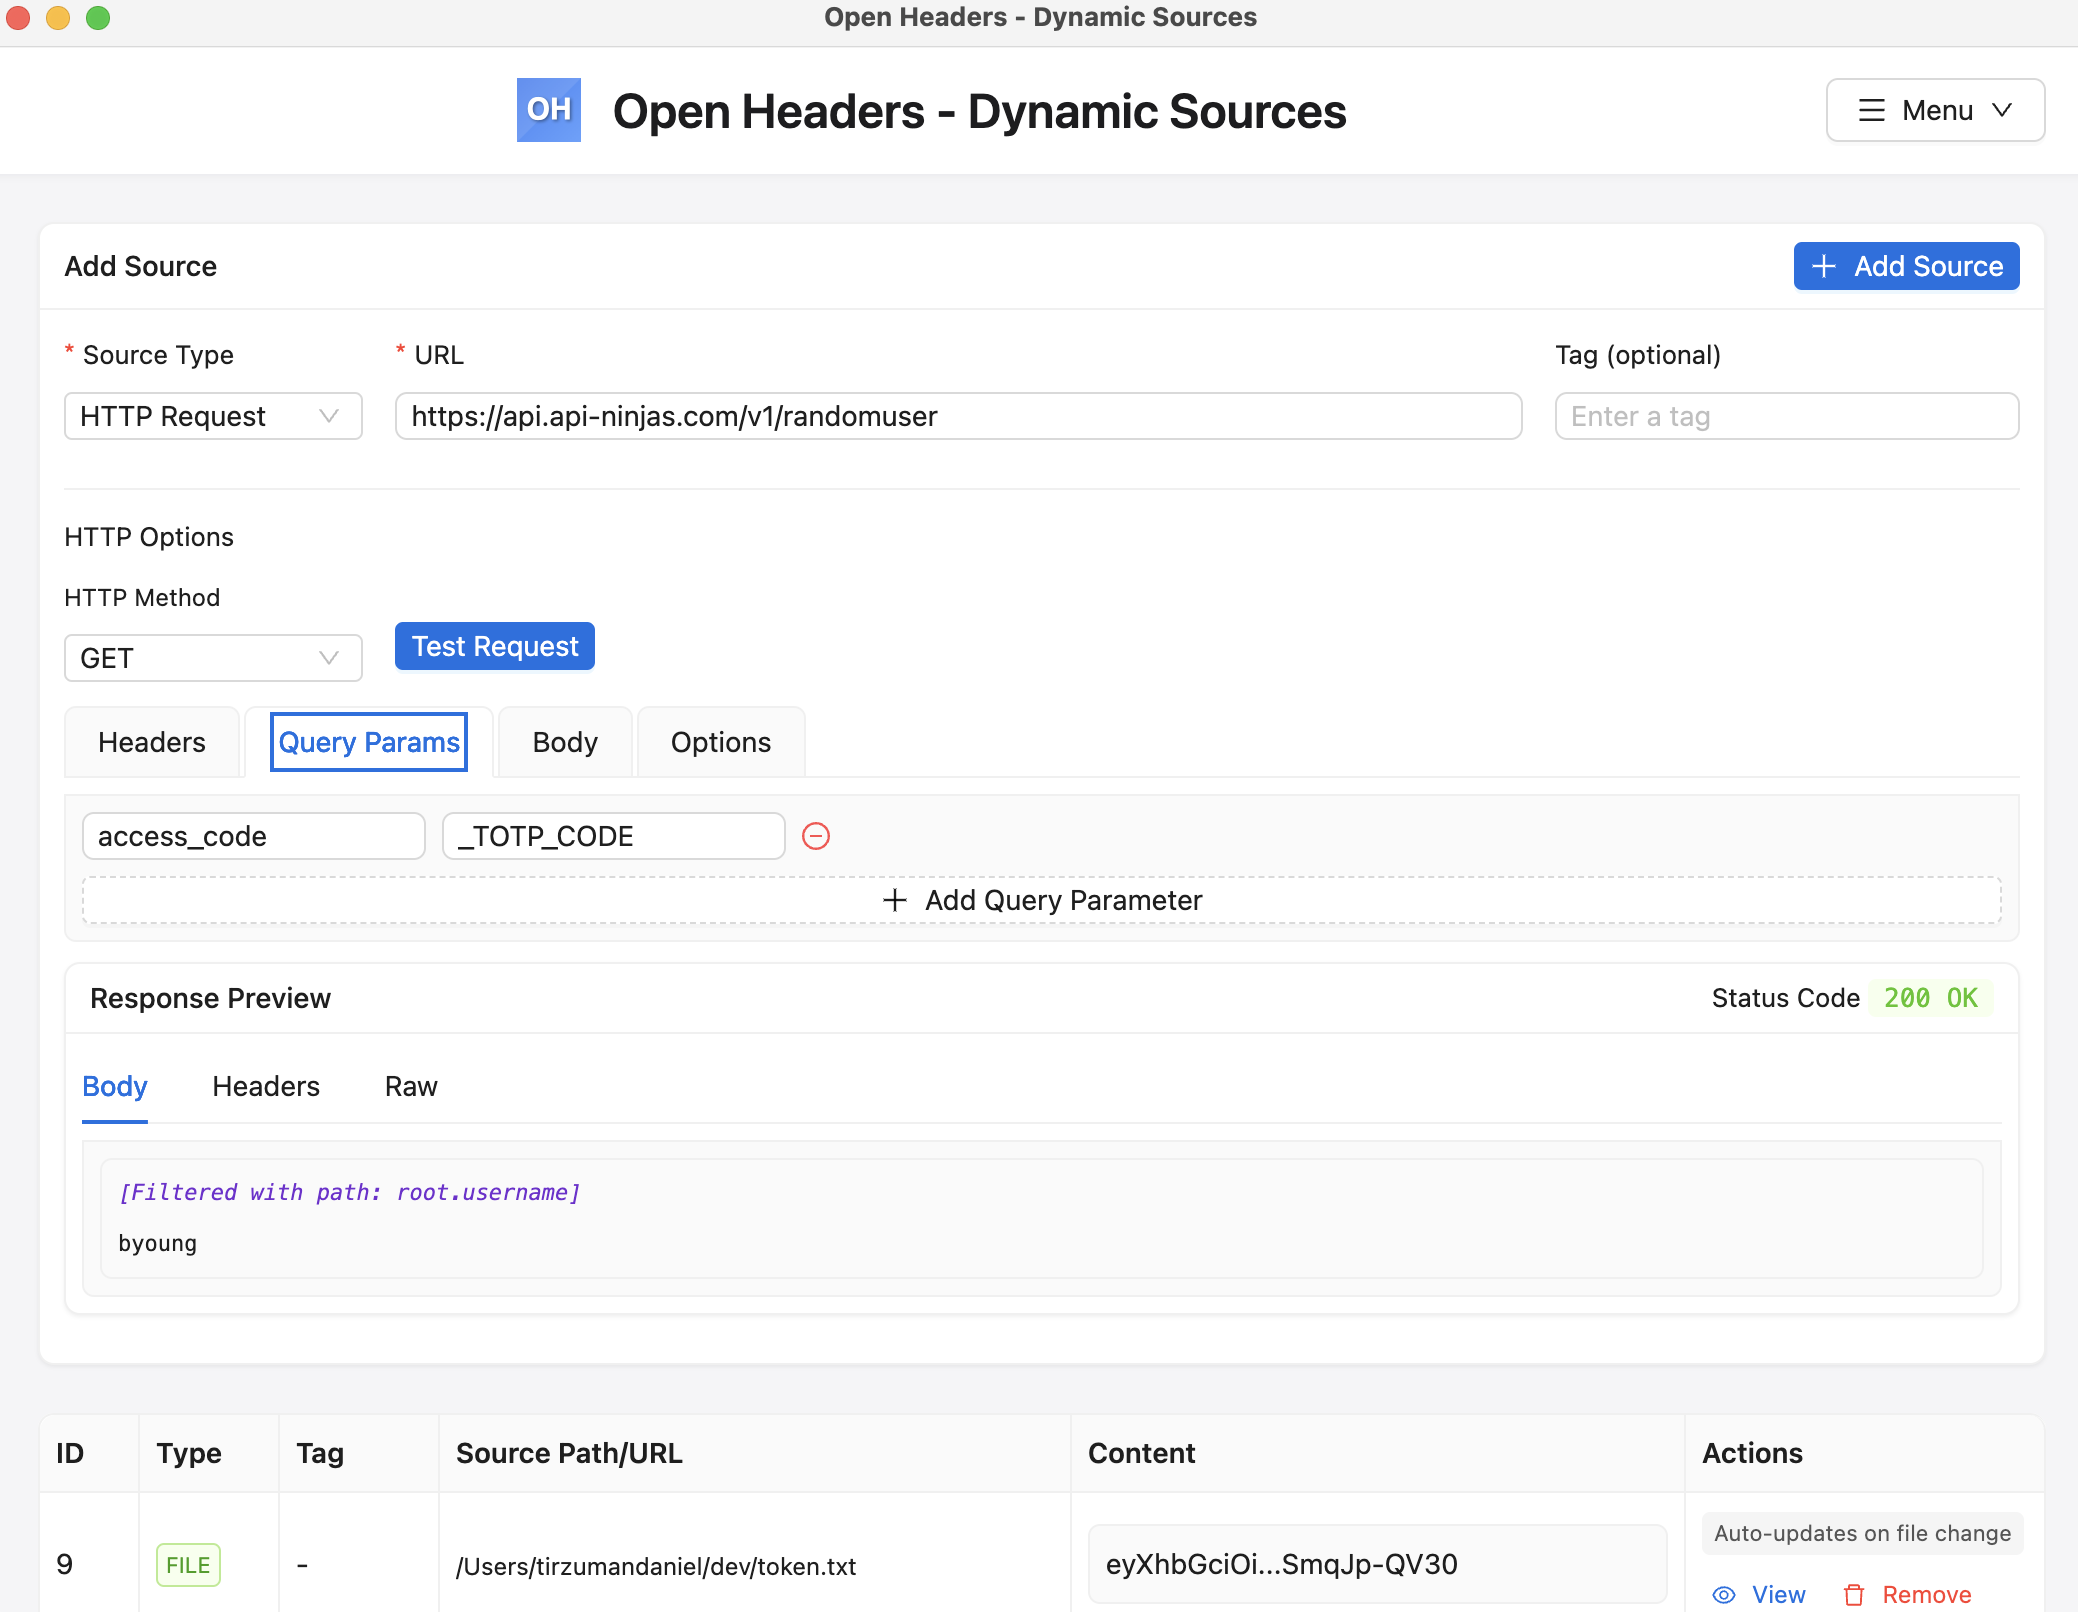 Open Headers - Dynamic Sources
OH Open Headers - Dynamic Sources Menu
Add Source + Add Source
* Source Type * URL Tag (optional)
HTTP Request https://api.api-ninjas.com/v1/randomuser Enter a tag
HTTP Options
HTTP Method
GET Test Request
Headers Query Params Body Options
access_code _TOTP_CODE
+ Add Query Parameter
Response Preview Status Code 200 OK
Body Headers Raw
[Filtered with path: root.username]
byoung
ID Type Tag Source Path/URL Content Actions
Auto-updates on file change
9 FILE - /Users/tirzumandaniel/dev/token.txt eyXhbGciOi...SmqJp-QV30
View Remove